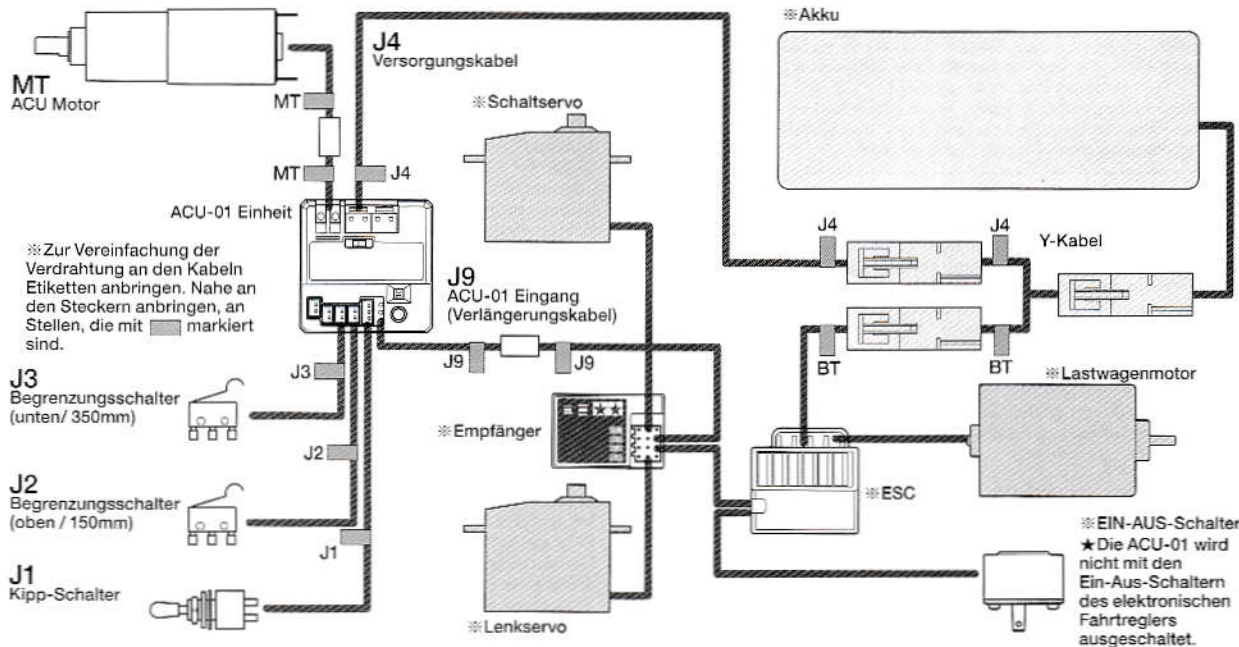 MT
ACU Motor
MT
MT
J4
Versorgungskabel
J4
※Akku
※Schaltservo
ACU-01 Einheit
※Zur Vereinfachung der
Verdrahtung an den Kabeln
Etiketten anbringen. Nahe an
den Steckern anbringen, an
Stellen, die mit markiert
sind.
J9
ACU-01 Eingang
(Verlängerungskabel)
J9
J9
J4
J4
Y-Kabel
BT
BT
J3
Begrenzungsschalter
(unten/ 350mm)
J3
※Empfänger
★★
※Lastwagenmotor
J2
Begrenzungsschalter
(oben / 150mm)
J2
※ESC
J1
Kipp-Schalter
J1
※Lenkservo
※EIN-AUS-Schalter
★Die ACU-01 wird
nicht mit den
Ein-Aus-Schaltern
des elektronischen
Fahrtreglers
ausgeschaltet.